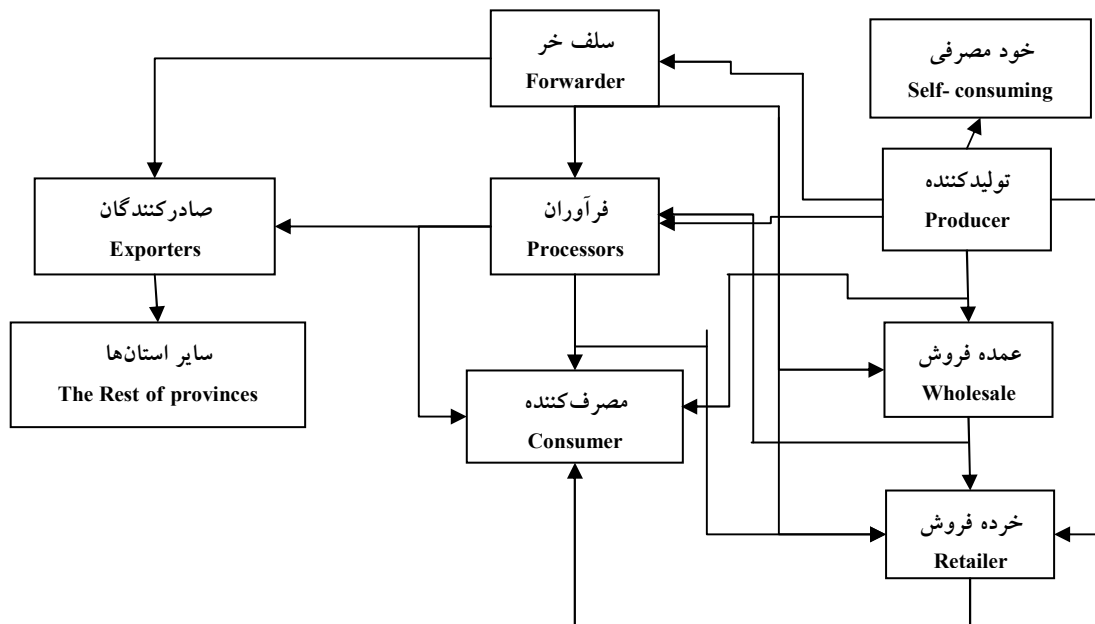 سلف خر
Forwarder
خود مصرفی
Self- consuming
تولیدکننده
Producer
فرآوران
Processors
صادرکنندگان
Exporters
سایر استان‌ها
The Rest of provinces
عمده فروش
Wholesale
مصرف‌کننده
Consumer
خرده فروش
Retailer